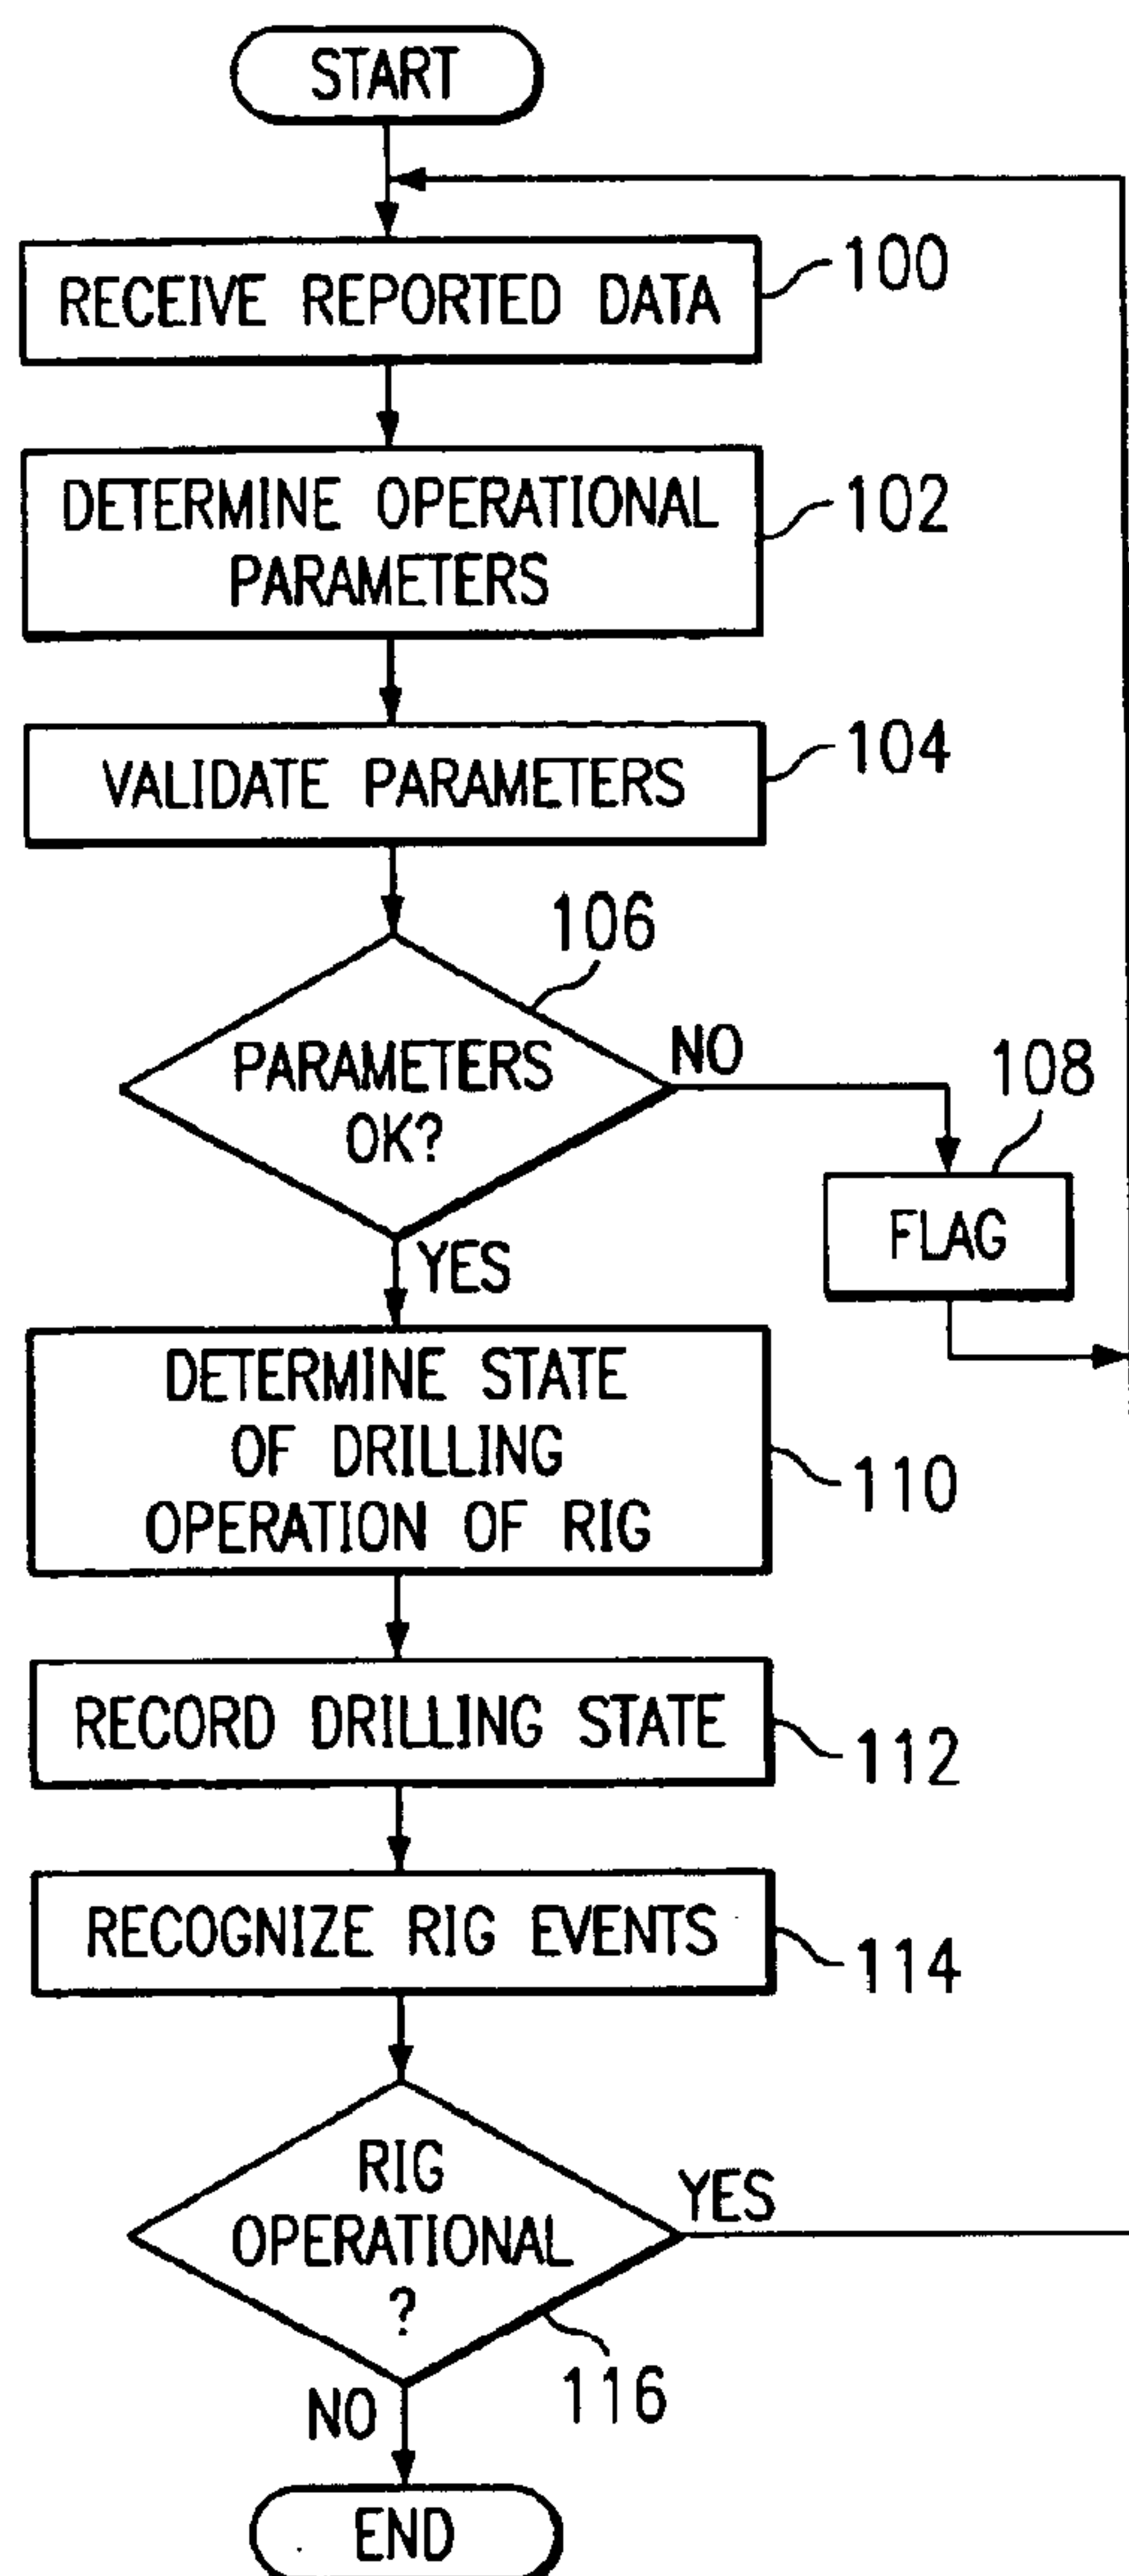 START
RECEIVE REPORTED DATA
100
DETERMINE OPERATIONAL
PARAMETERS
102
VALIDATE PARAMETERS
104
106
PARAMETERS
OK?
NO
108
FLAG
YES
DETERMINE STATE
OF DRILLING
OPERATION OF RIG
110
RECORD DRILLING STATE
112
RECOGNIZE RIG EVENTS
114
RIG
OPERATIONAL
?
YES
116
NO
END